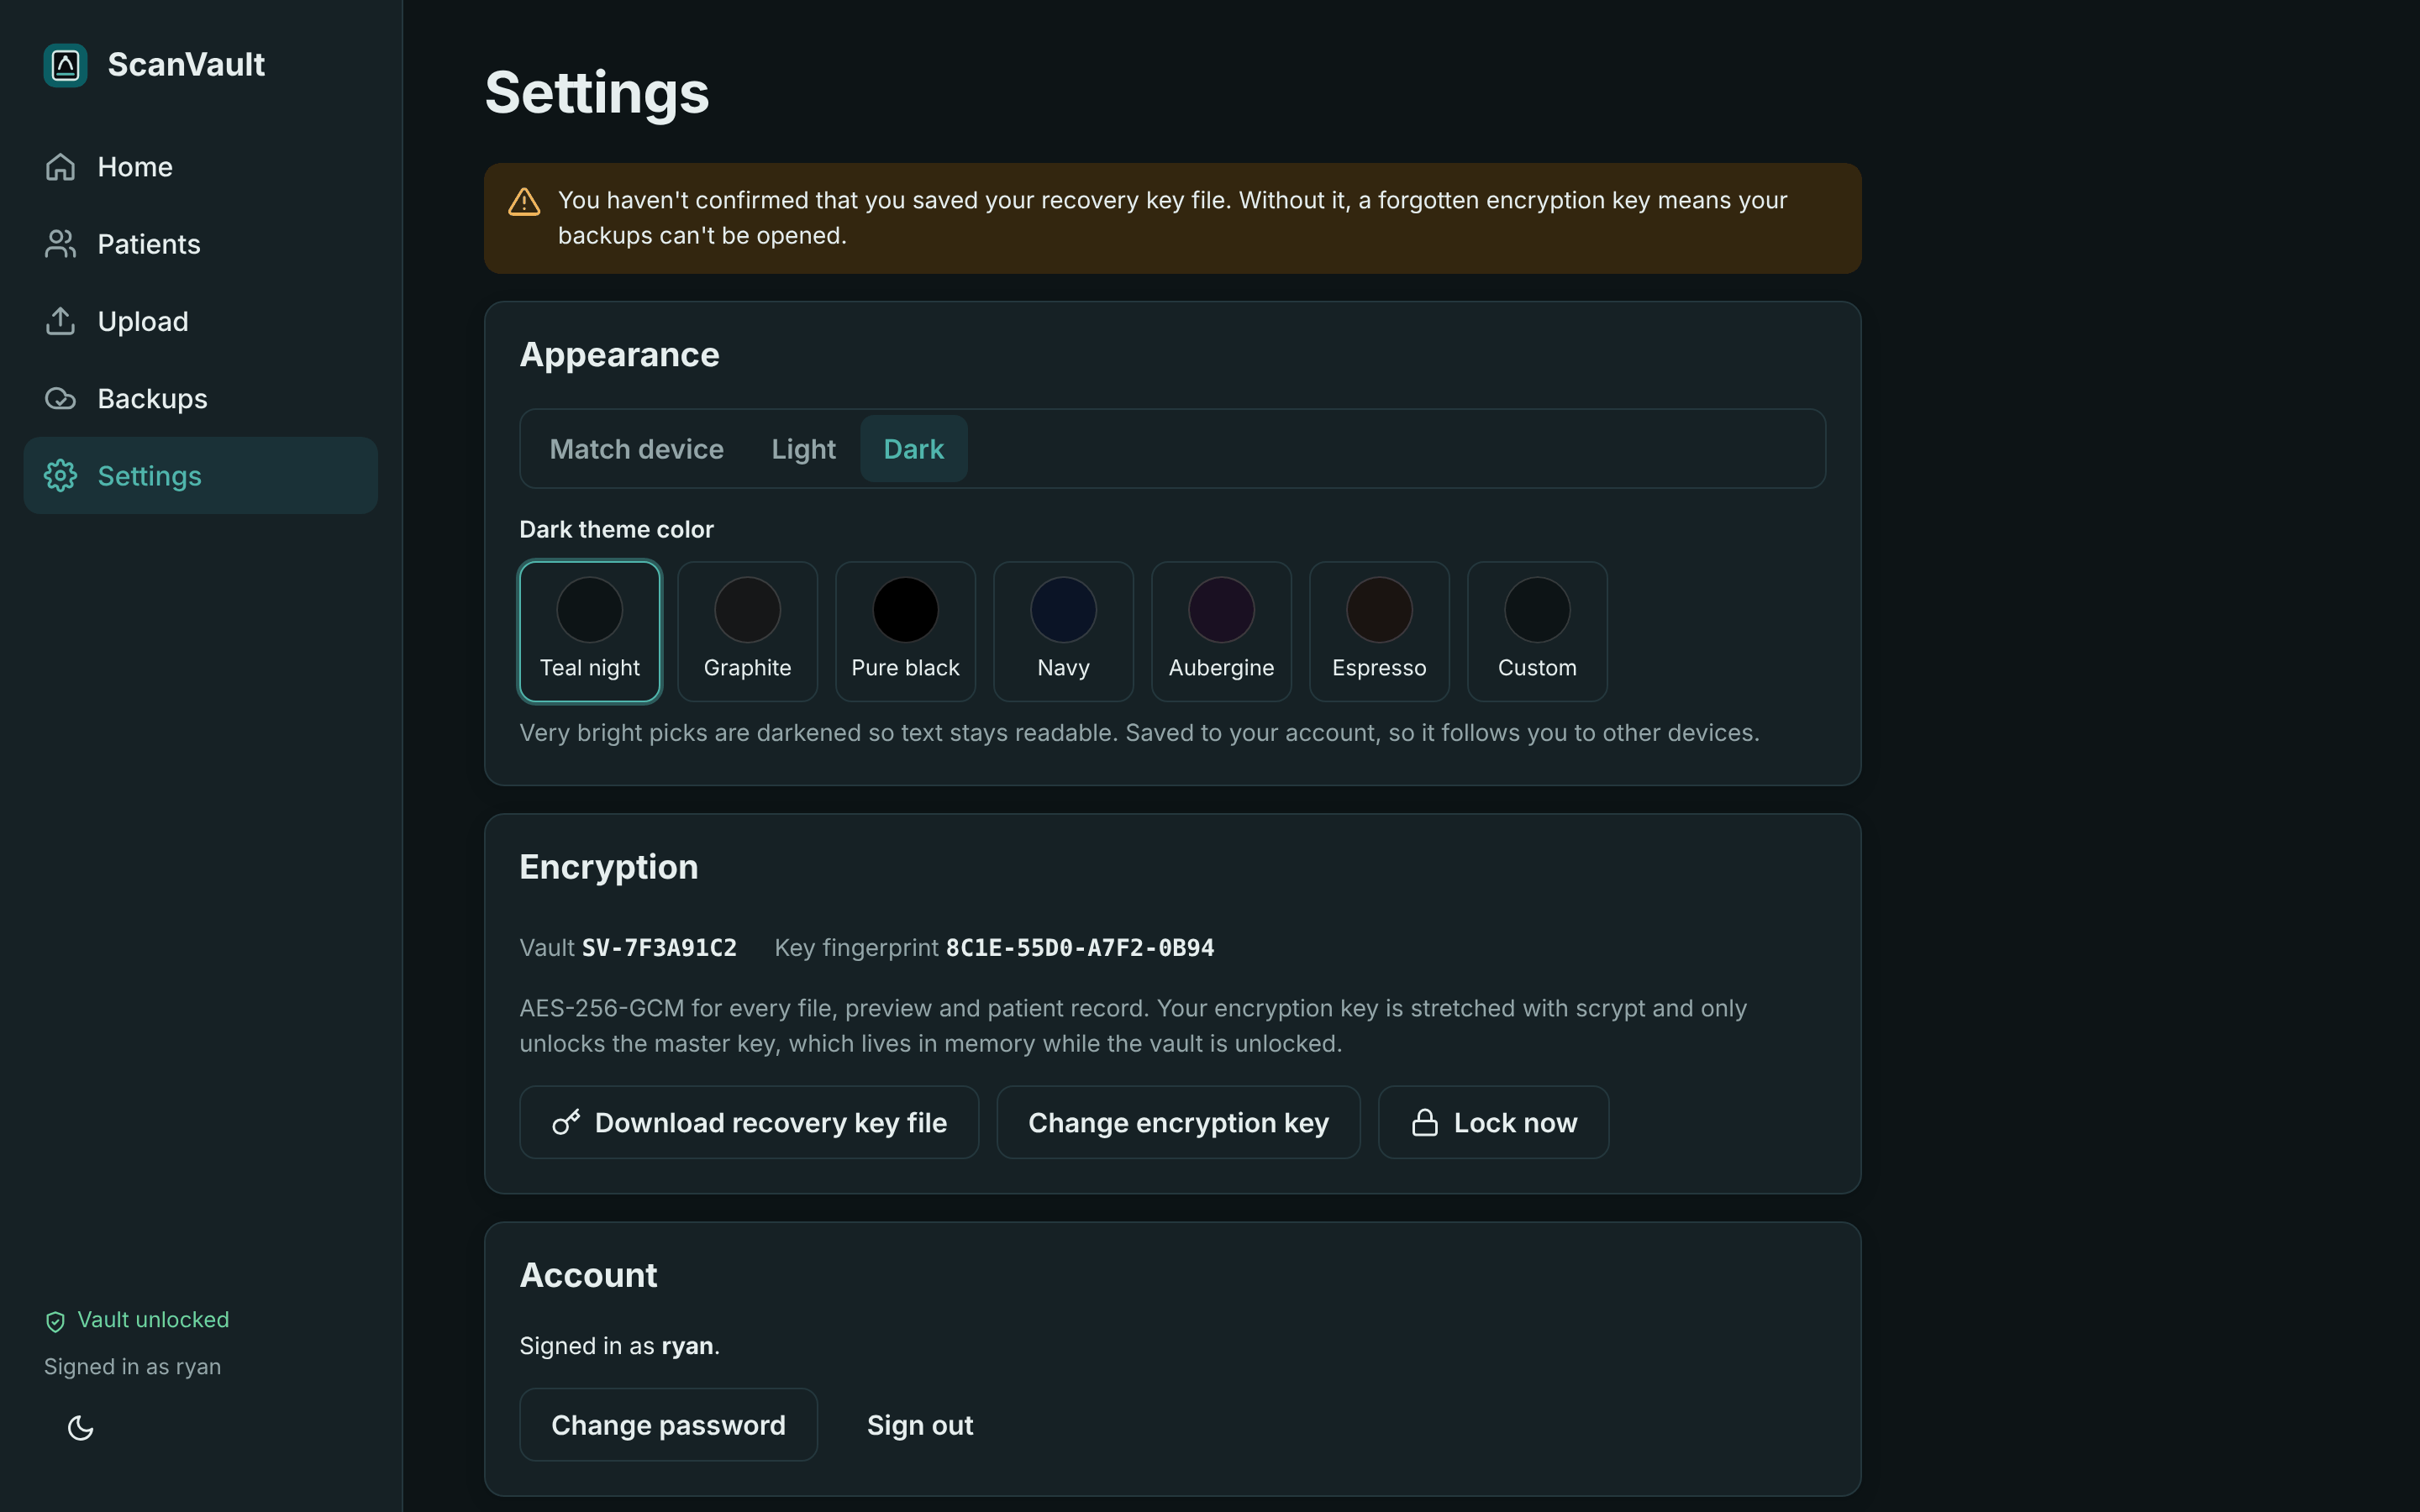 ScanVault
Home
Patients
Upload
Backups
Settings
Vault unlocked
Signed in as ryan
Settings
You haven't confirmed that you saved your recovery key file. Without it, a forgotten encryption key means your
backups can't be opened.
Appearance
Match device Light Dark
Dark theme color
Teal night Graphite Pure black Navy Aubergine Espresso Custom
Very bright picks are darkened so text stays readable. Saved to your account, so it follows you to other devices.
Encryption
Vault SV-7F3A91C2 Key fingerprint 8C1E-55D0-A7F2-0B94
AES-256-GCM for every file, preview and patient record. Your encryption key is stretched with scrypt and only
unlocks the master key, which lives in memory while the vault is unlocked.
Download recovery key file Change encryption key Lock now
Account
Signed in as ryan.
Change password Sign out